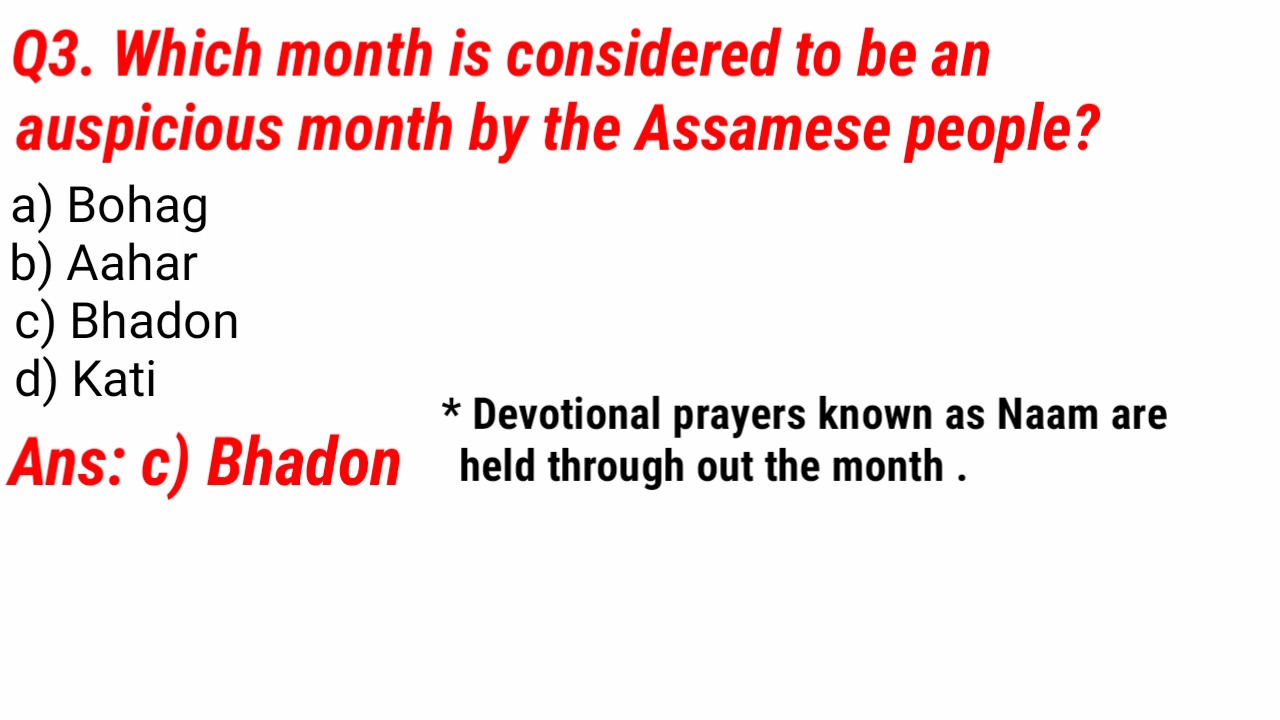 Q3. Which month is considered to be an
auspicious month by the Assamese people?
a) Bohag
b) Aahar
c) Bhadon
d) Kati
Ans: c) Bhadon
* Devotional prayers known as Naam are
held through out the month .